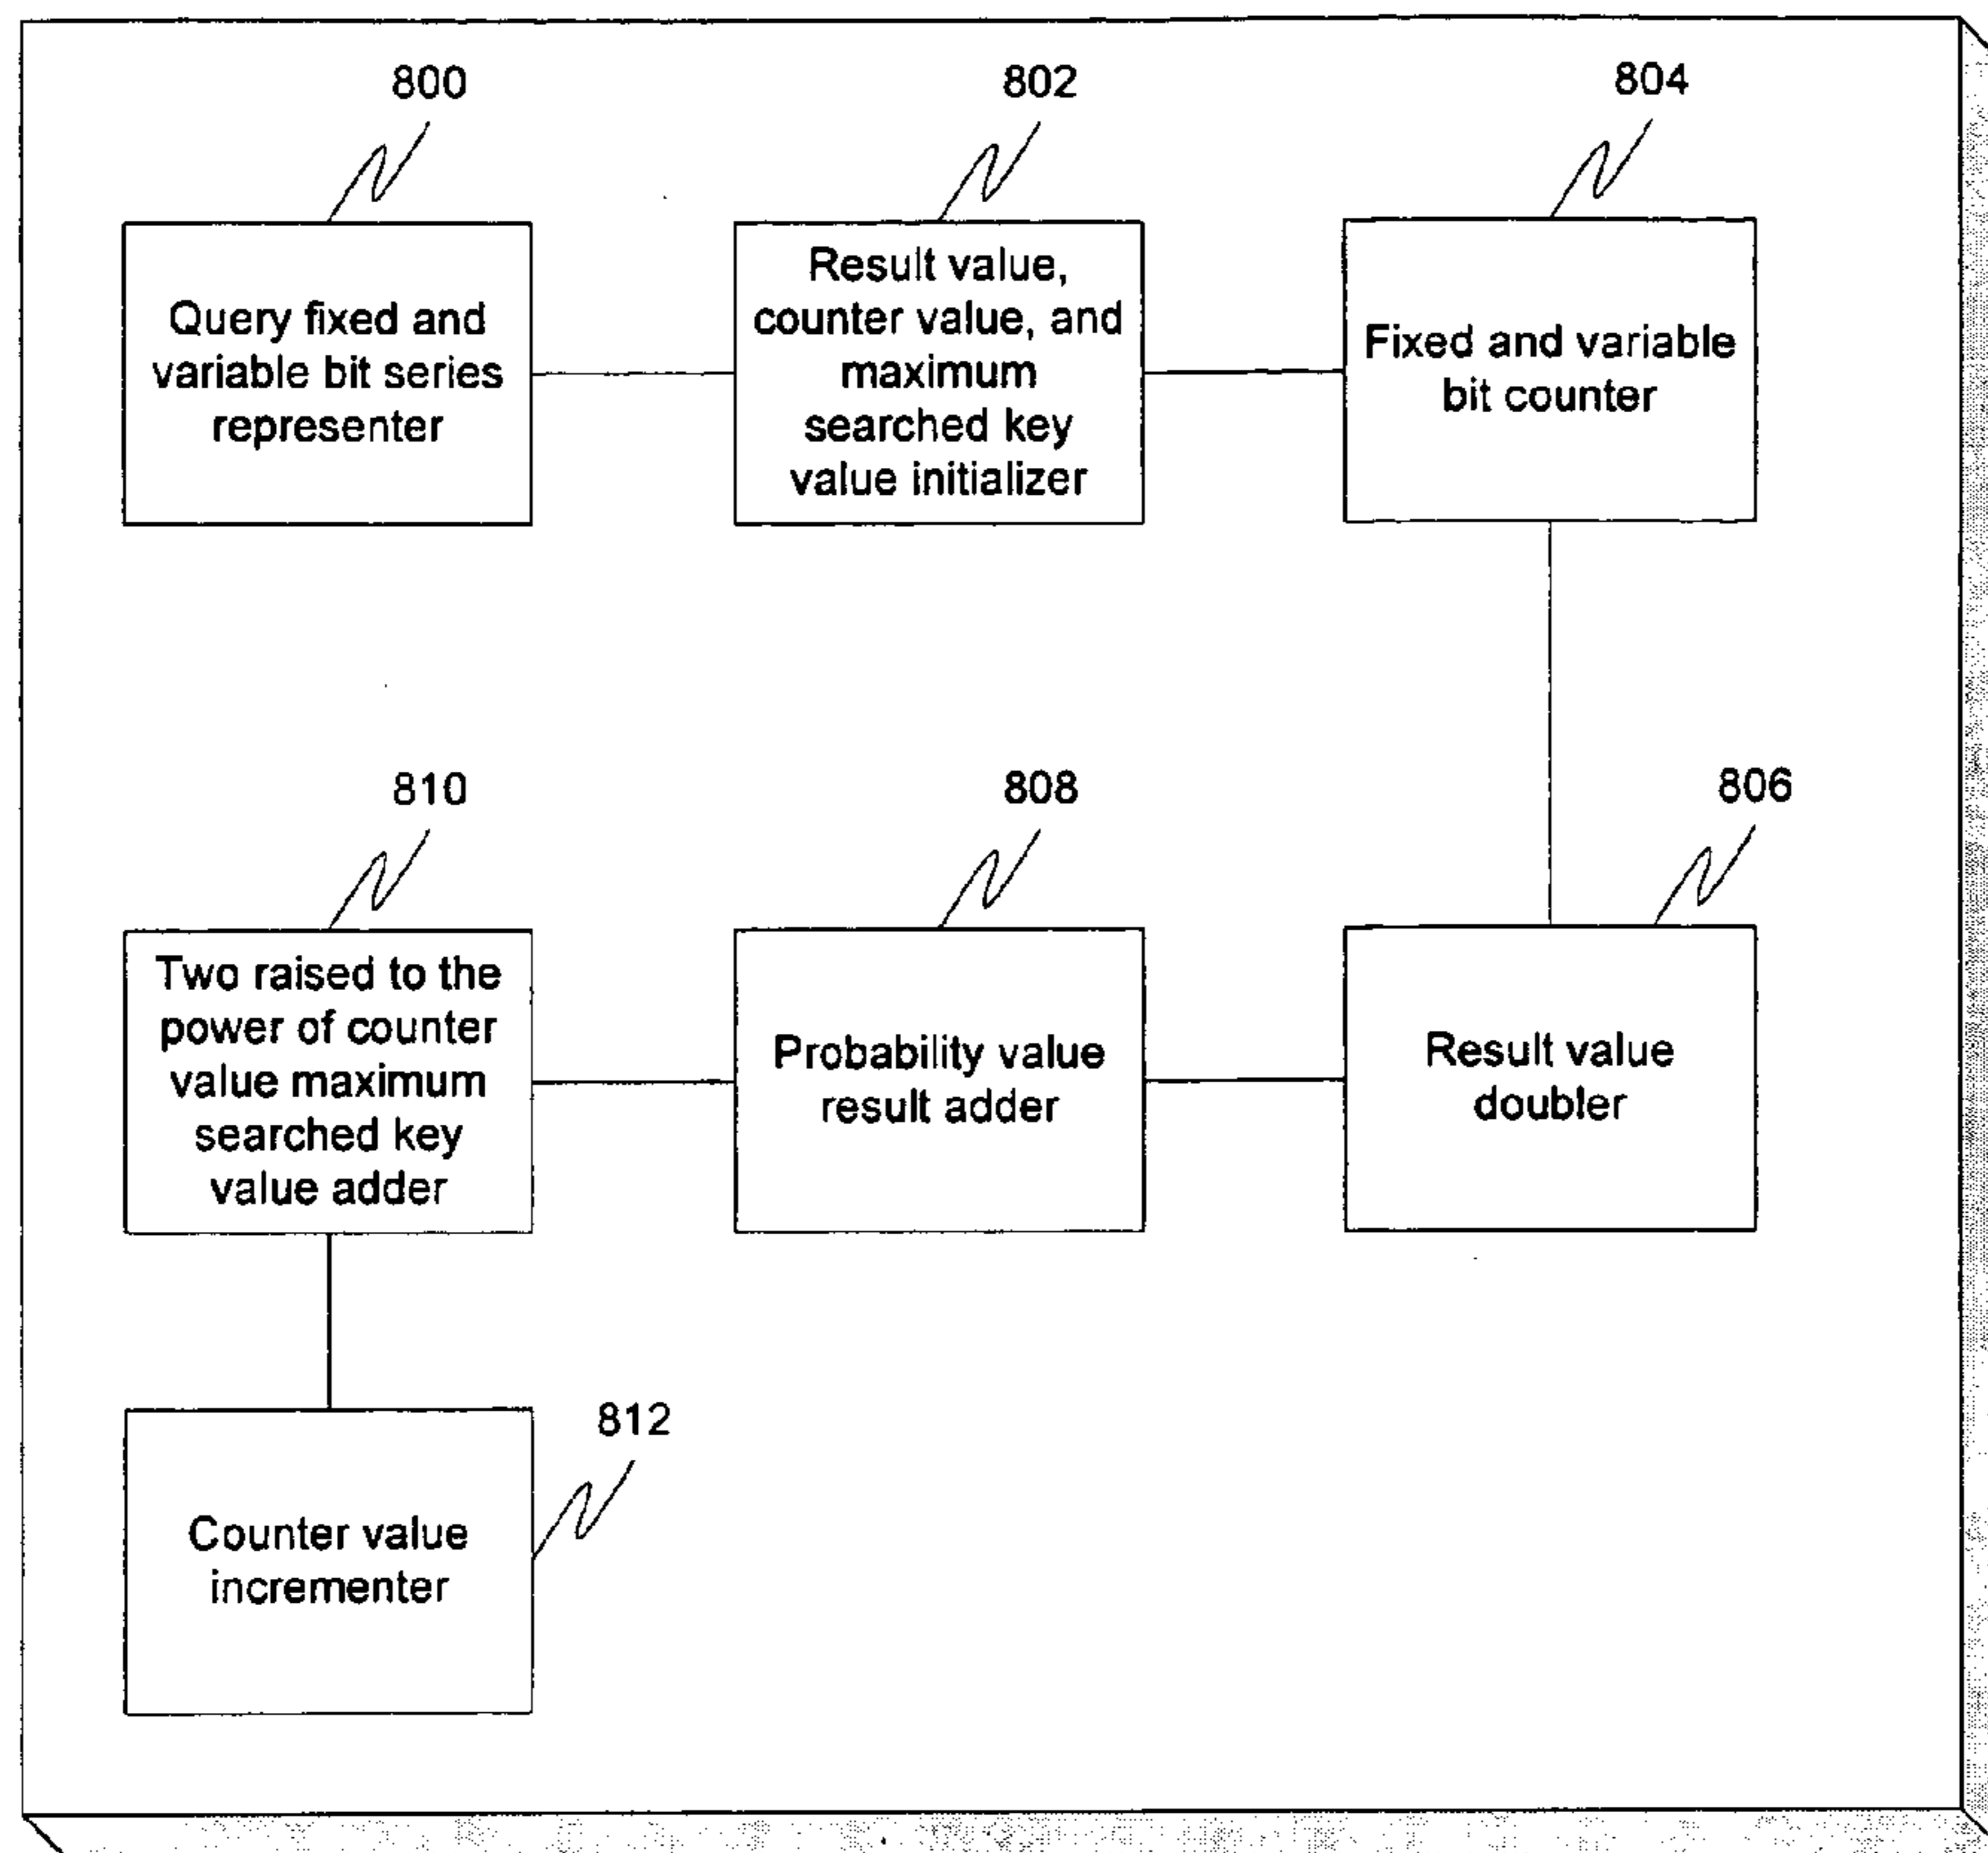 800
Query fixed and
variable bit series
representer
802
Result value,
counter value, and
maximum
searched key
value initializer
804
Fixed and variable
bit counter
810
Two raised to the
power of counter
value maximum
searched key
value adder
808
Probability value
result adder
806
Result value
doubler
812
Counter value
incrementer